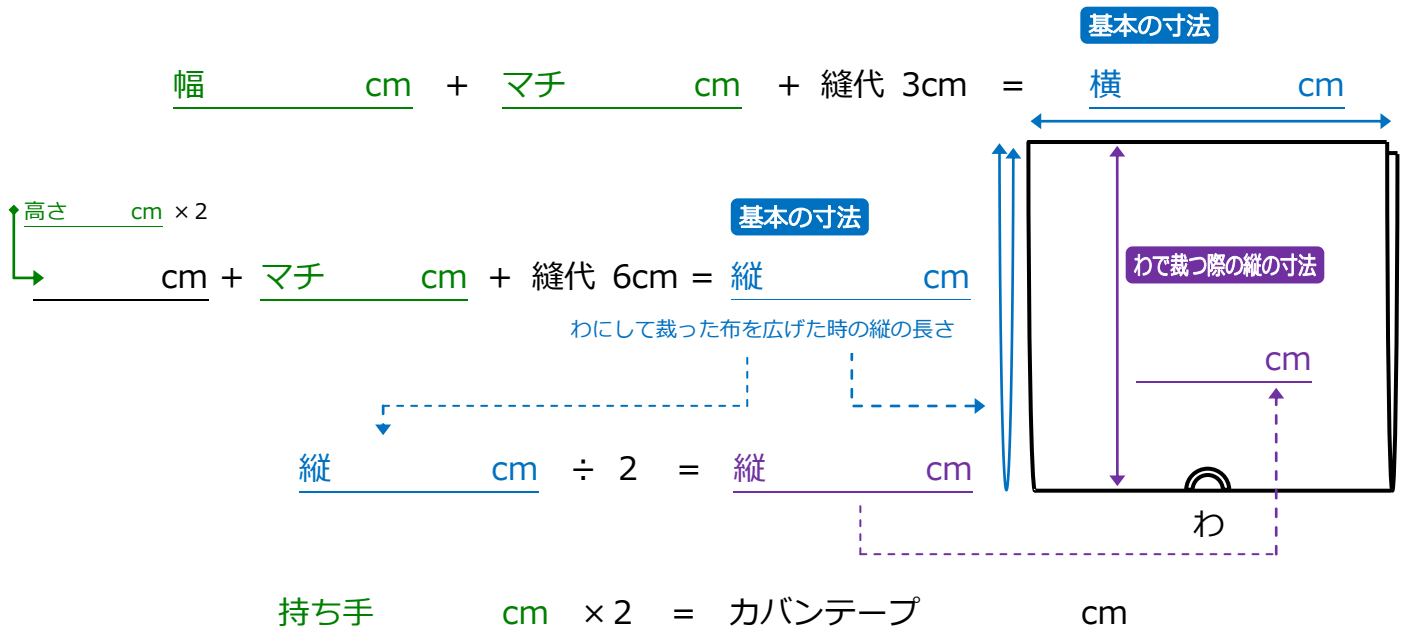 基本の寸法
幅 cm + マチ cm + 縫代 3cm = 横 cm
高さ cm ×2
基本の寸法
cm + マチ cm + 縫代 6cm = 縦 cm
わで裁つ際の縦の寸法
わにして裁った布を広げた時の縦の長さ
cm
縦 cm ÷ 2 = 縦 cm
わ
持ち手 cm ×2 = カバンテープ cm